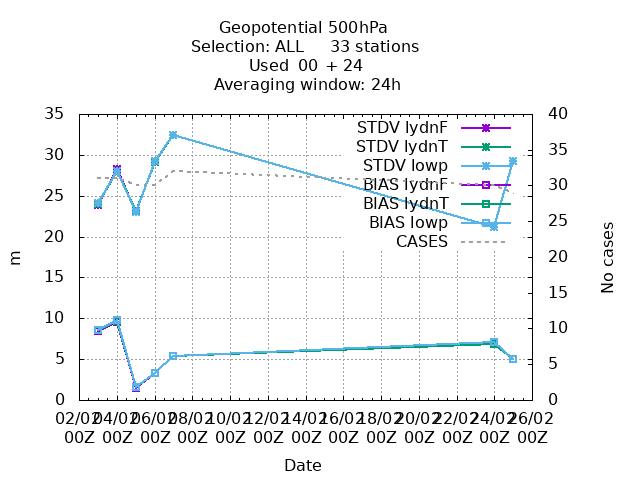 Geopotential 500hPa
Selection: ALL 33 stations
Used 00 + 24
Averaging window: 24h
35
30
25
20
15
10
5
0
m
40
35
30
25
20
15
10
5
0
No cases
STDV lydnF
STDV lydnT
STDV lowp
BIAS lydnF
BIAS lydnT
BIAS lowp
CASES
02/02 04/02 06/02 08/02 10/02 12/02 14/02 16/02 18/02 20/02 22/02 24/02 26/02
00Z 00Z 00Z 00Z 00Z 00Z 00Z 00Z 00Z 00Z 00Z 00Z 00Z
Date